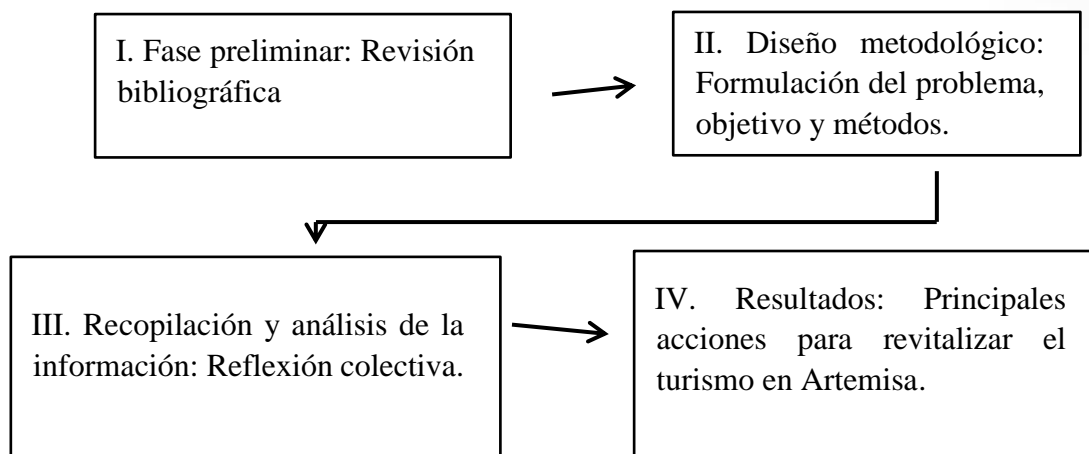 I. Fase preliminar: Revisión
bibliográfica
II. Diseño metodológico:
Formulación del problema,
objetivo y métodos.
III. Recopilación y análisis de la
información: Reflexión colectiva.
IV. Resultados: Principales
acciones para revitalizar el
turismo en Artemisa.